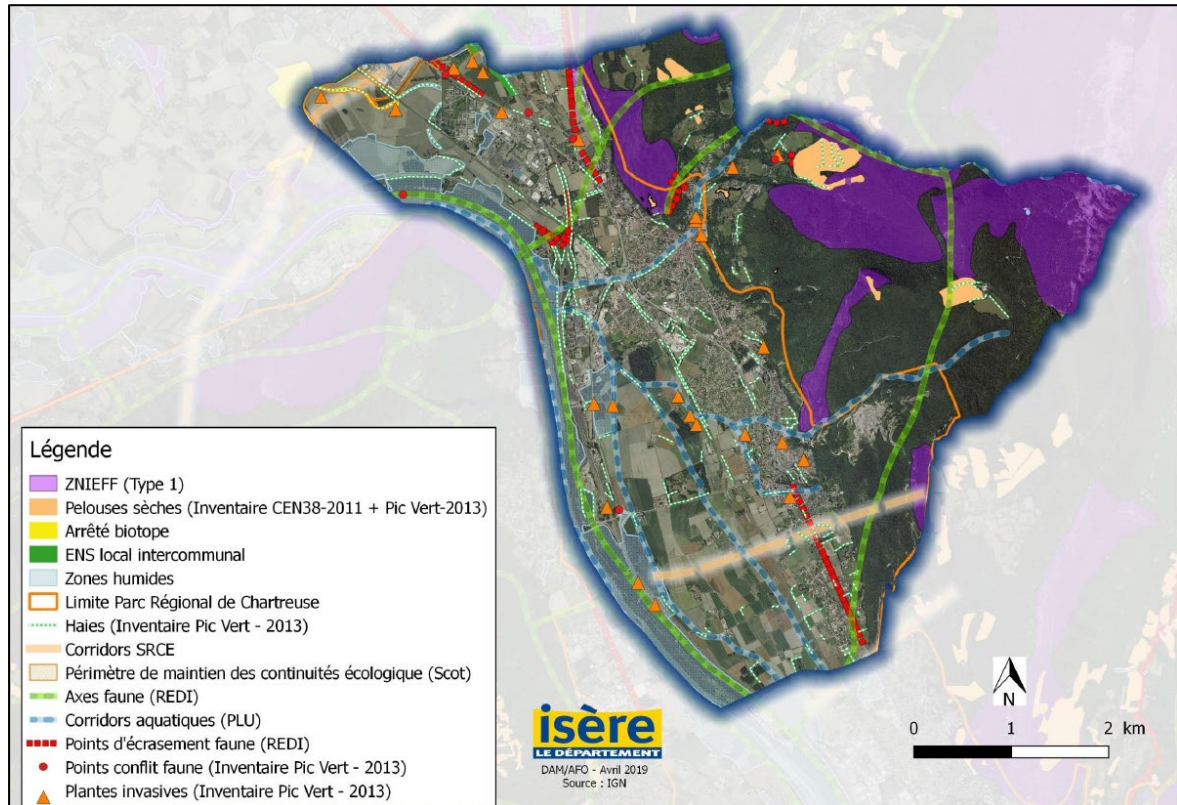 Légende
ZNIEFF (Type 1)
Pelouses sèches (Inventaire CEN38-2011 + Pic Vert-2013)
Arrêté biotope
ENS local intercommunal
Zones humides
Limite Parc Régional de Chartreuse
Haies (Inventaire Pic Vert - 2013)
Corridors SRCE
Périmètre de maintien des continuités écologique (Scot)
Axes faune (REDI)
Corridors aquatiques (PLU)
Points d'écrasement faune (REDI)
Points conflit faune (Inventaire Pic Vert - 2013)
Plantes invasives (Inventaire Pic Vert - 2013)
isère
LE DÉPARTEMENT
DAM/AFO - Avril 2019
Source : IGN
N
0 1 2 km